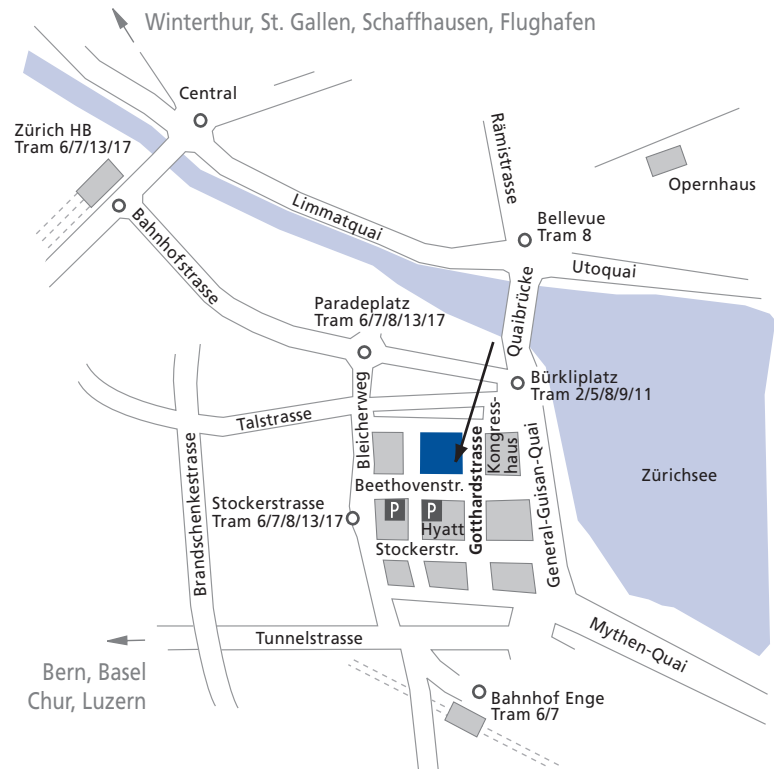 Winterthur, St. Gallen, Schaffhausen, Flughafen
Central
Zürich HB
Tram 6/7/13/17
Rämistrasse
Opernhaus
Limmatquai
Bellevue
Tram 8
Bahnhofstrasse
Utoquai
Quaibrücke
Paradeplatz
Tram 6/7/8/13/17
Bürkliplatz
Tram 2/5/8/9/11
Bleicherweg
Talstrasse
Kongress-
haus
Gotthardstrasse
General-Guisan-Quai
Zürichsee
Brandschenkestrasse
Beethovenstr.
Stockerstrasse
Tram 6/7/8/13/17
P
P
Hyatt
Stockerstr.
Tunnelstrasse
Mythen-Quai
Bern, Basel
Chur, Luzern
Bahnhof Enge
Tram 6/7